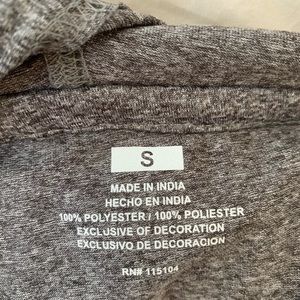 S
MADE IN INDIA
HECHO EN INDIA
100% POLYESTER / 100% POLIESTER
EXCLUSIVE OF DECORATION
EXCLUSIVO DE DECORACION
RN# 115104